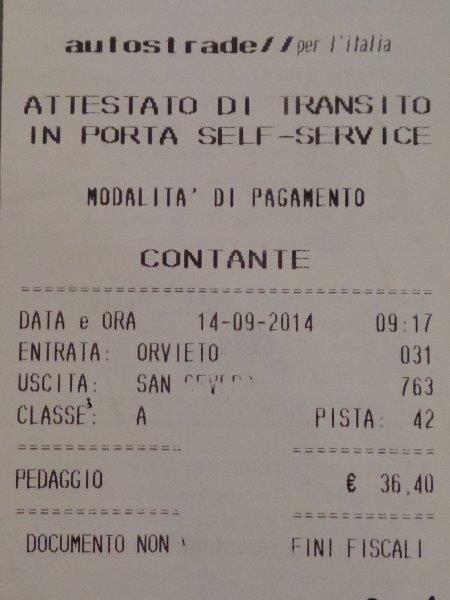 autostrade// per l'italia
ATTESTATO DI TRANSITO
IN PORTA SELF-SERVICE
MODALITA' DI PAGAMENTO
CONTANTE
DATA e ORA 14-09-2014 09:17
ENTRATA: ORVIETO 031
USCITA: SAN 763
CLASSE: A PISTA: 42
PEDAGGIO € 36,40
DOCUMENTO NON FINI FISCALI